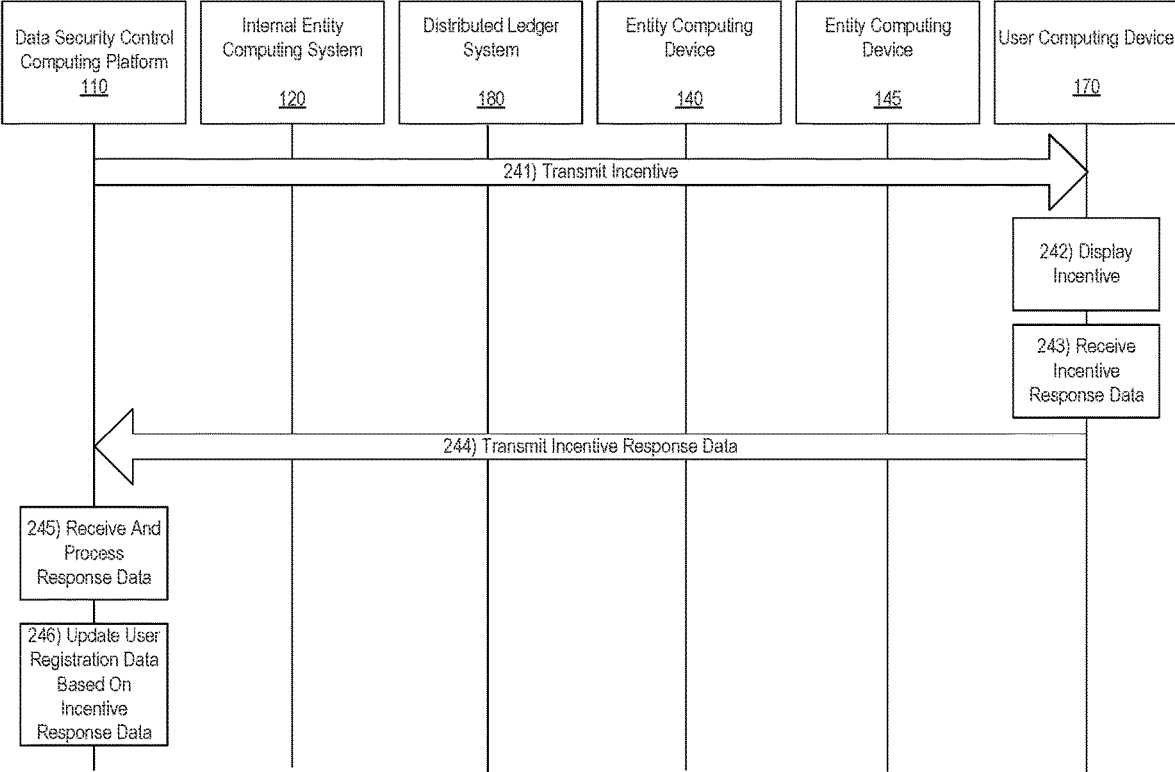 Data Security Control
Computing Platform
110
Internal Entity
Computing System
120
Distributed Ledger
System
180
Entity Computing
Device
140
Entity Computing
Device
145
User Computing Device
170
241) Transmit Incentive
242) Display
Incentive
243) Receive
Incentive
Response Data
244) Transmit Incentive Response Data
245) Receive And
Process
Response Data
246) Update User
Registration Data
Based On
Incentive
Response Data